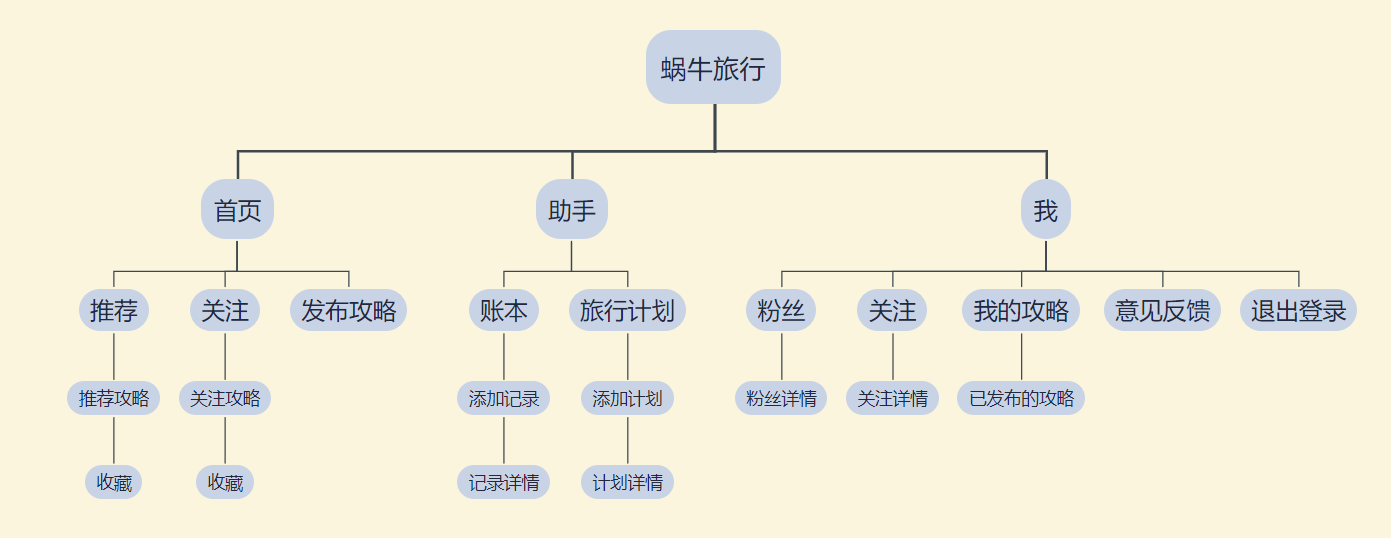 蜗牛旅行
首页
助手
我
推荐
关注
发布攻略
账本
旅行计划
粉丝
关注
我的攻略
意见反馈
退出登录
推荐攻略
关注攻略
添加记录
添加计划
粉丝详情
关注详情
已发布的攻略
收藏
收藏
记录详情
计划详情